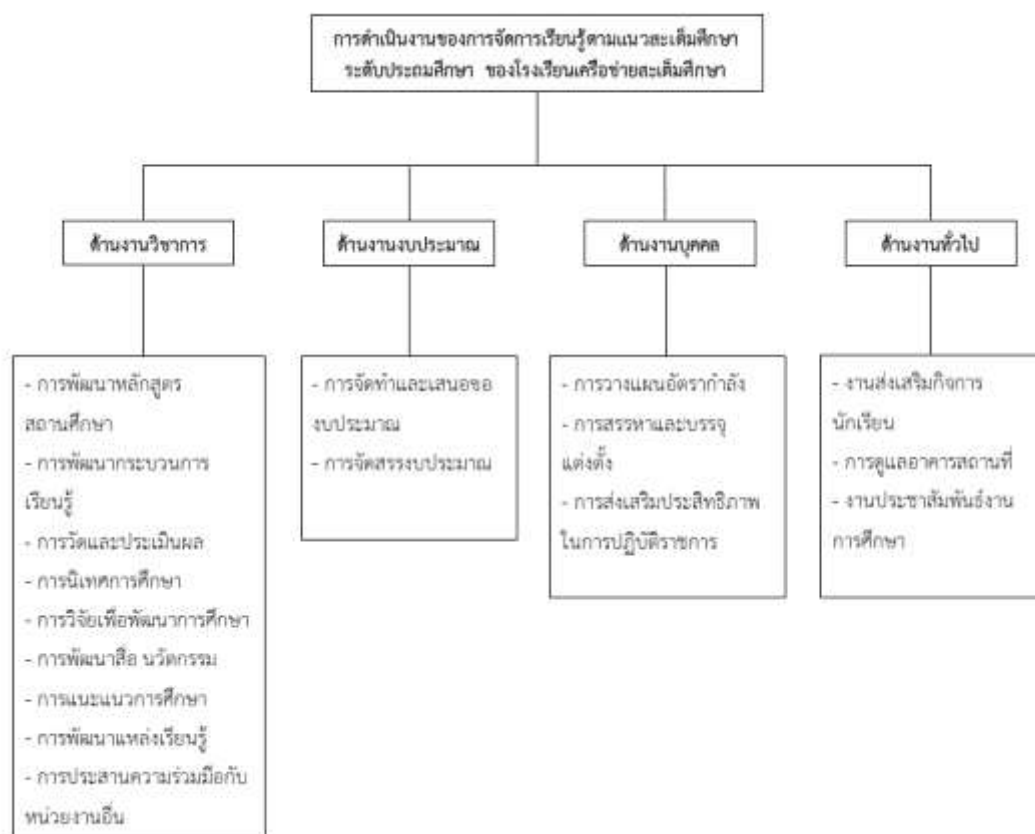 การดำเนินงานของการจัดการเรียนรู้ตามแนวสะเต็มศึกษา
ระดับประถมศึกษา ของโรงเรียนเครือข่ายสะเต็มศึกษา
ด้านงานวิชาการ
ด้านงานงบประมาณ
ด้านงานบุคคล
ด้านงานทั่วไป
- การพัฒนาหลักสูตร
สถานศึกษา
- การพัฒนากระบวนการ
เรียนรู้
- การวัดและประเมินผล
- การนิเทศการศึกษา
- การวิจัยเพื่อพัฒนาการศึกษา
- การพัฒนาสื่อ นวัตกรรม
- การแนะแนวการศึกษา
- การพัฒนาแหล่งเรียนรู้
- การประสานความร่วมมือกับ
หน่วยงานอื่น
- การจัดทำและเสนอขอ
งบประมาณ
- การจัดสรรงบประมาณ
- การวางแผนอัตรากำลัง
- การสรรหาและบรรจุ
แต่งตั้ง
- การส่งเสริมประสิทธิภาพ
ในการปฏิบัติราชการ
- งานส่งเสริมกิจการ
นักเรียน
- การดูแลอาคารสถานที่
- งานประชาสัมพันธ์งาน
การศึกษา